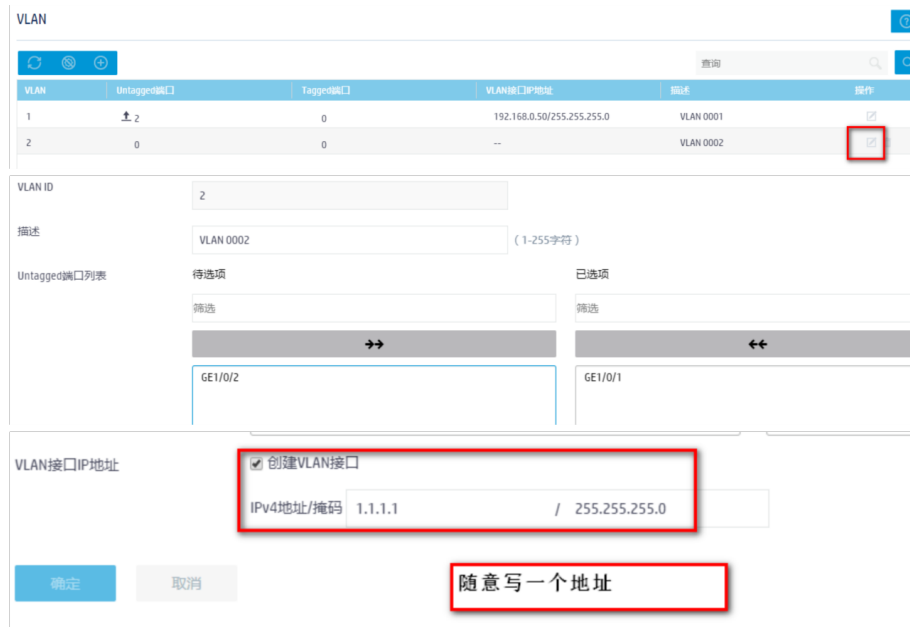 VLAN
查询
VLAN Untagged端口 Tagged端口 VLAN接口IP地址 描述 操作
1 2 0 192.168.0.50/255.255.255.0 VLAN 0001
2 0 0 -- VLAN 0002
VLAN ID 2
描述 VLAN 0002 (1-255字符)
Untagged端口列表 待选项 已选项
筛选 筛选
→→ ←←
GE1/0/2 GE1/0/1
VLAN接口IP地址 创建VLAN接口
IPv4地址/掩码 1.1.1.1 / 255.255.255.0
确定 取消 随意写一个地址